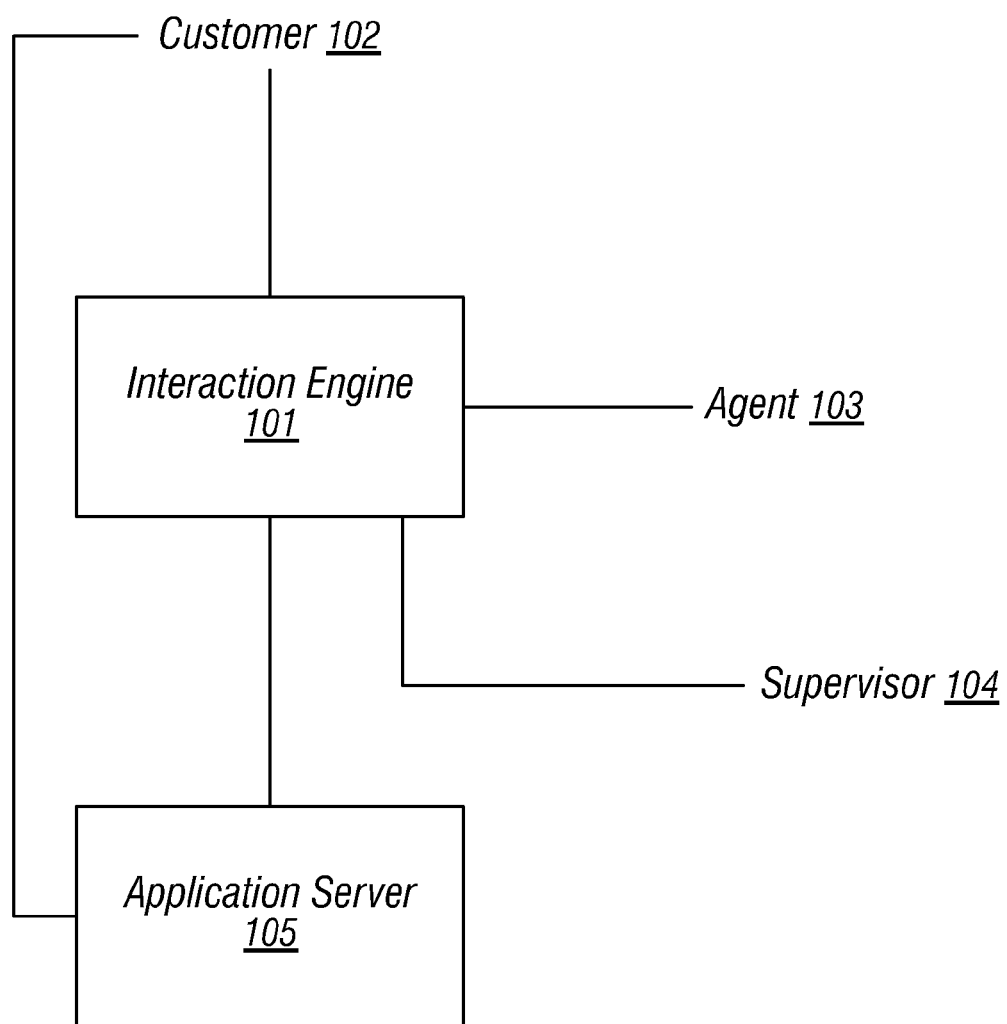 Customer 102
Interaction Engine
101
Agent 103
Supervisor 104
Application Server
105